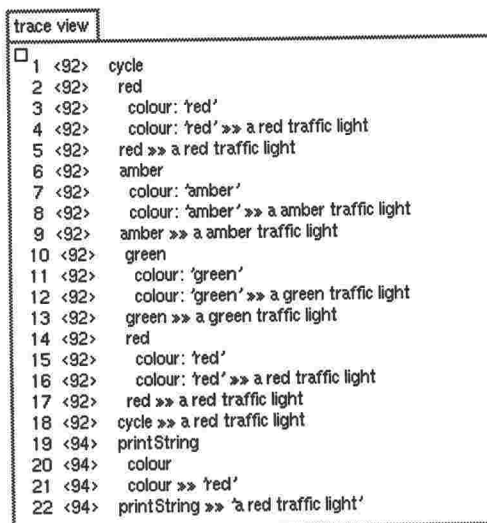 trace view
1 <92> cycle
2 <92> red
3 <92> colour: 'red'
4 <92> colour: 'red' »» a red traffic light
5 <92> red »» a red traffic light
6 <92> amber
7 <92> colour: 'amber'
8 <92> colour: 'amber' »» a amber traffic light
9 <92> amber »» a amber traffic light
10 <92> green
11 <92> colour: 'green'
12 <92> colour: 'green' »» a green traffic light
13 <92> green »» a green traffic light
14 <92> red
15 <92> colour: 'red'
16 <92> colour: 'red' »» a red traffic light
17 <92> red »» a red traffic light
18 <92> cycle »» a red traffic light
19 <94> printString
20 <94> colour
21 <94> colour »» 'red'
22 <94> printString »» 'a red traffic light'